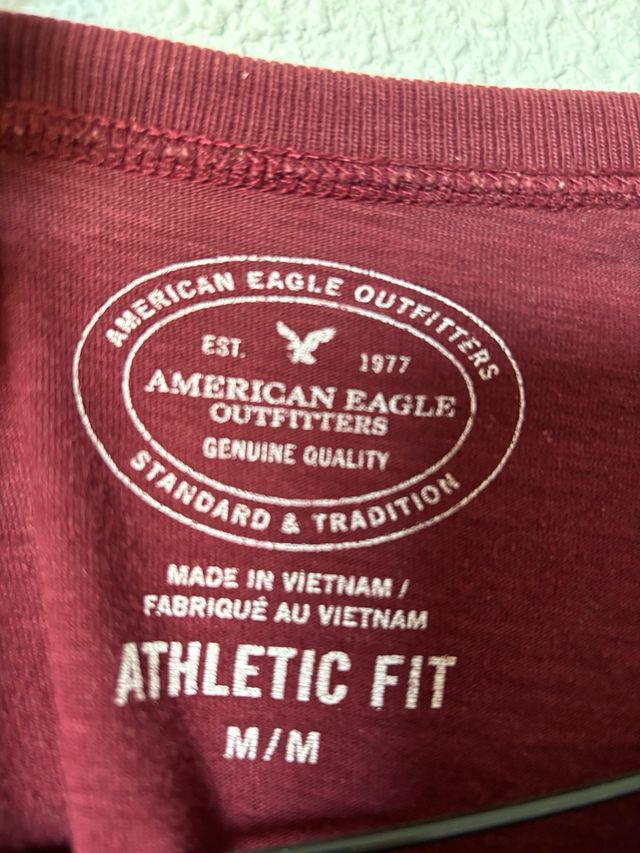 AMERICAN EAGLE OUTFITTERS
EST. 1977
AMERICAN EAGLE
OUTFITTERS
GENUINE QUALITY
STANDARD & TRADITION
MADE IN VIETNAM /
FABRIQUÉ AU VIETNAM
ATHLETIC FIT
M/M